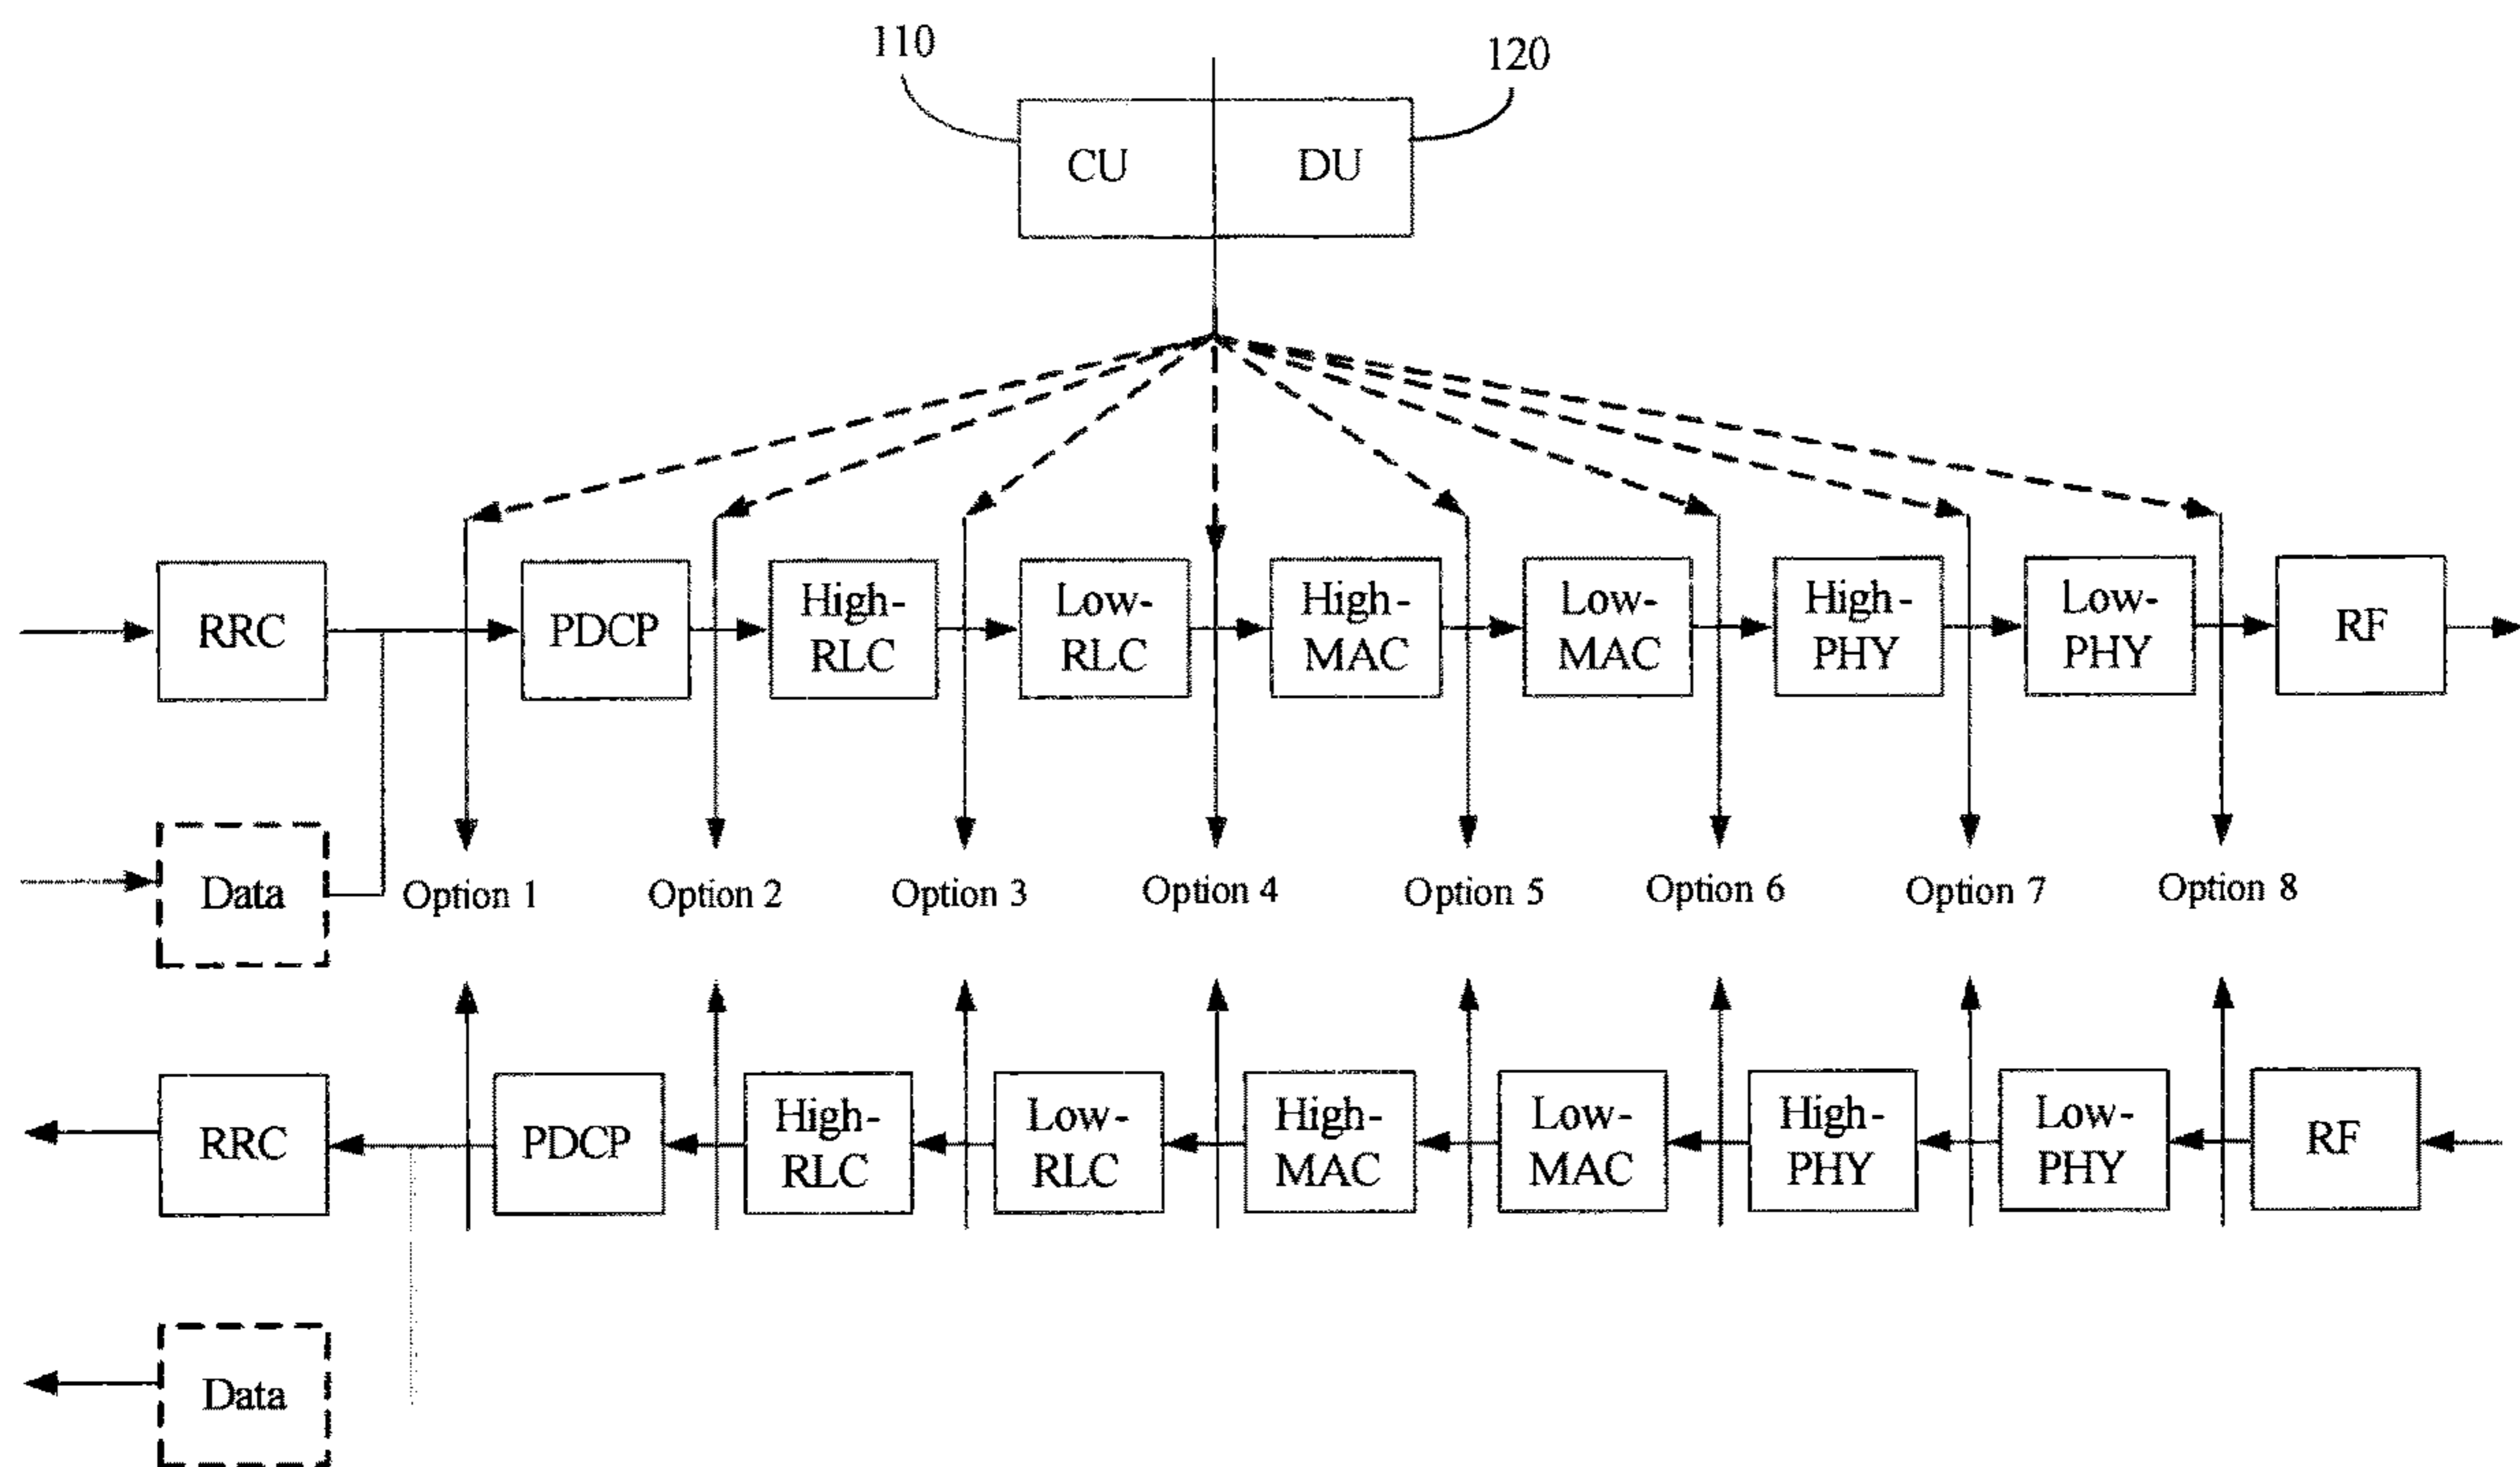 110
120
CU
DU
RRC
PDCP
High-
RLC
Low-
RLC
High-
MAC
Low-
MAC
High-
PHY
Low-
PHY
RF
Data
Option 1
Option 2
Option 3
Option 4
Option 5
Option 6
Option 7
Option 8
RRC
PDCP
High-
RLC
Low-
RLC
High-
MAC
Low-
MAC
High-
PHY
Low-
PHY
RF
Data